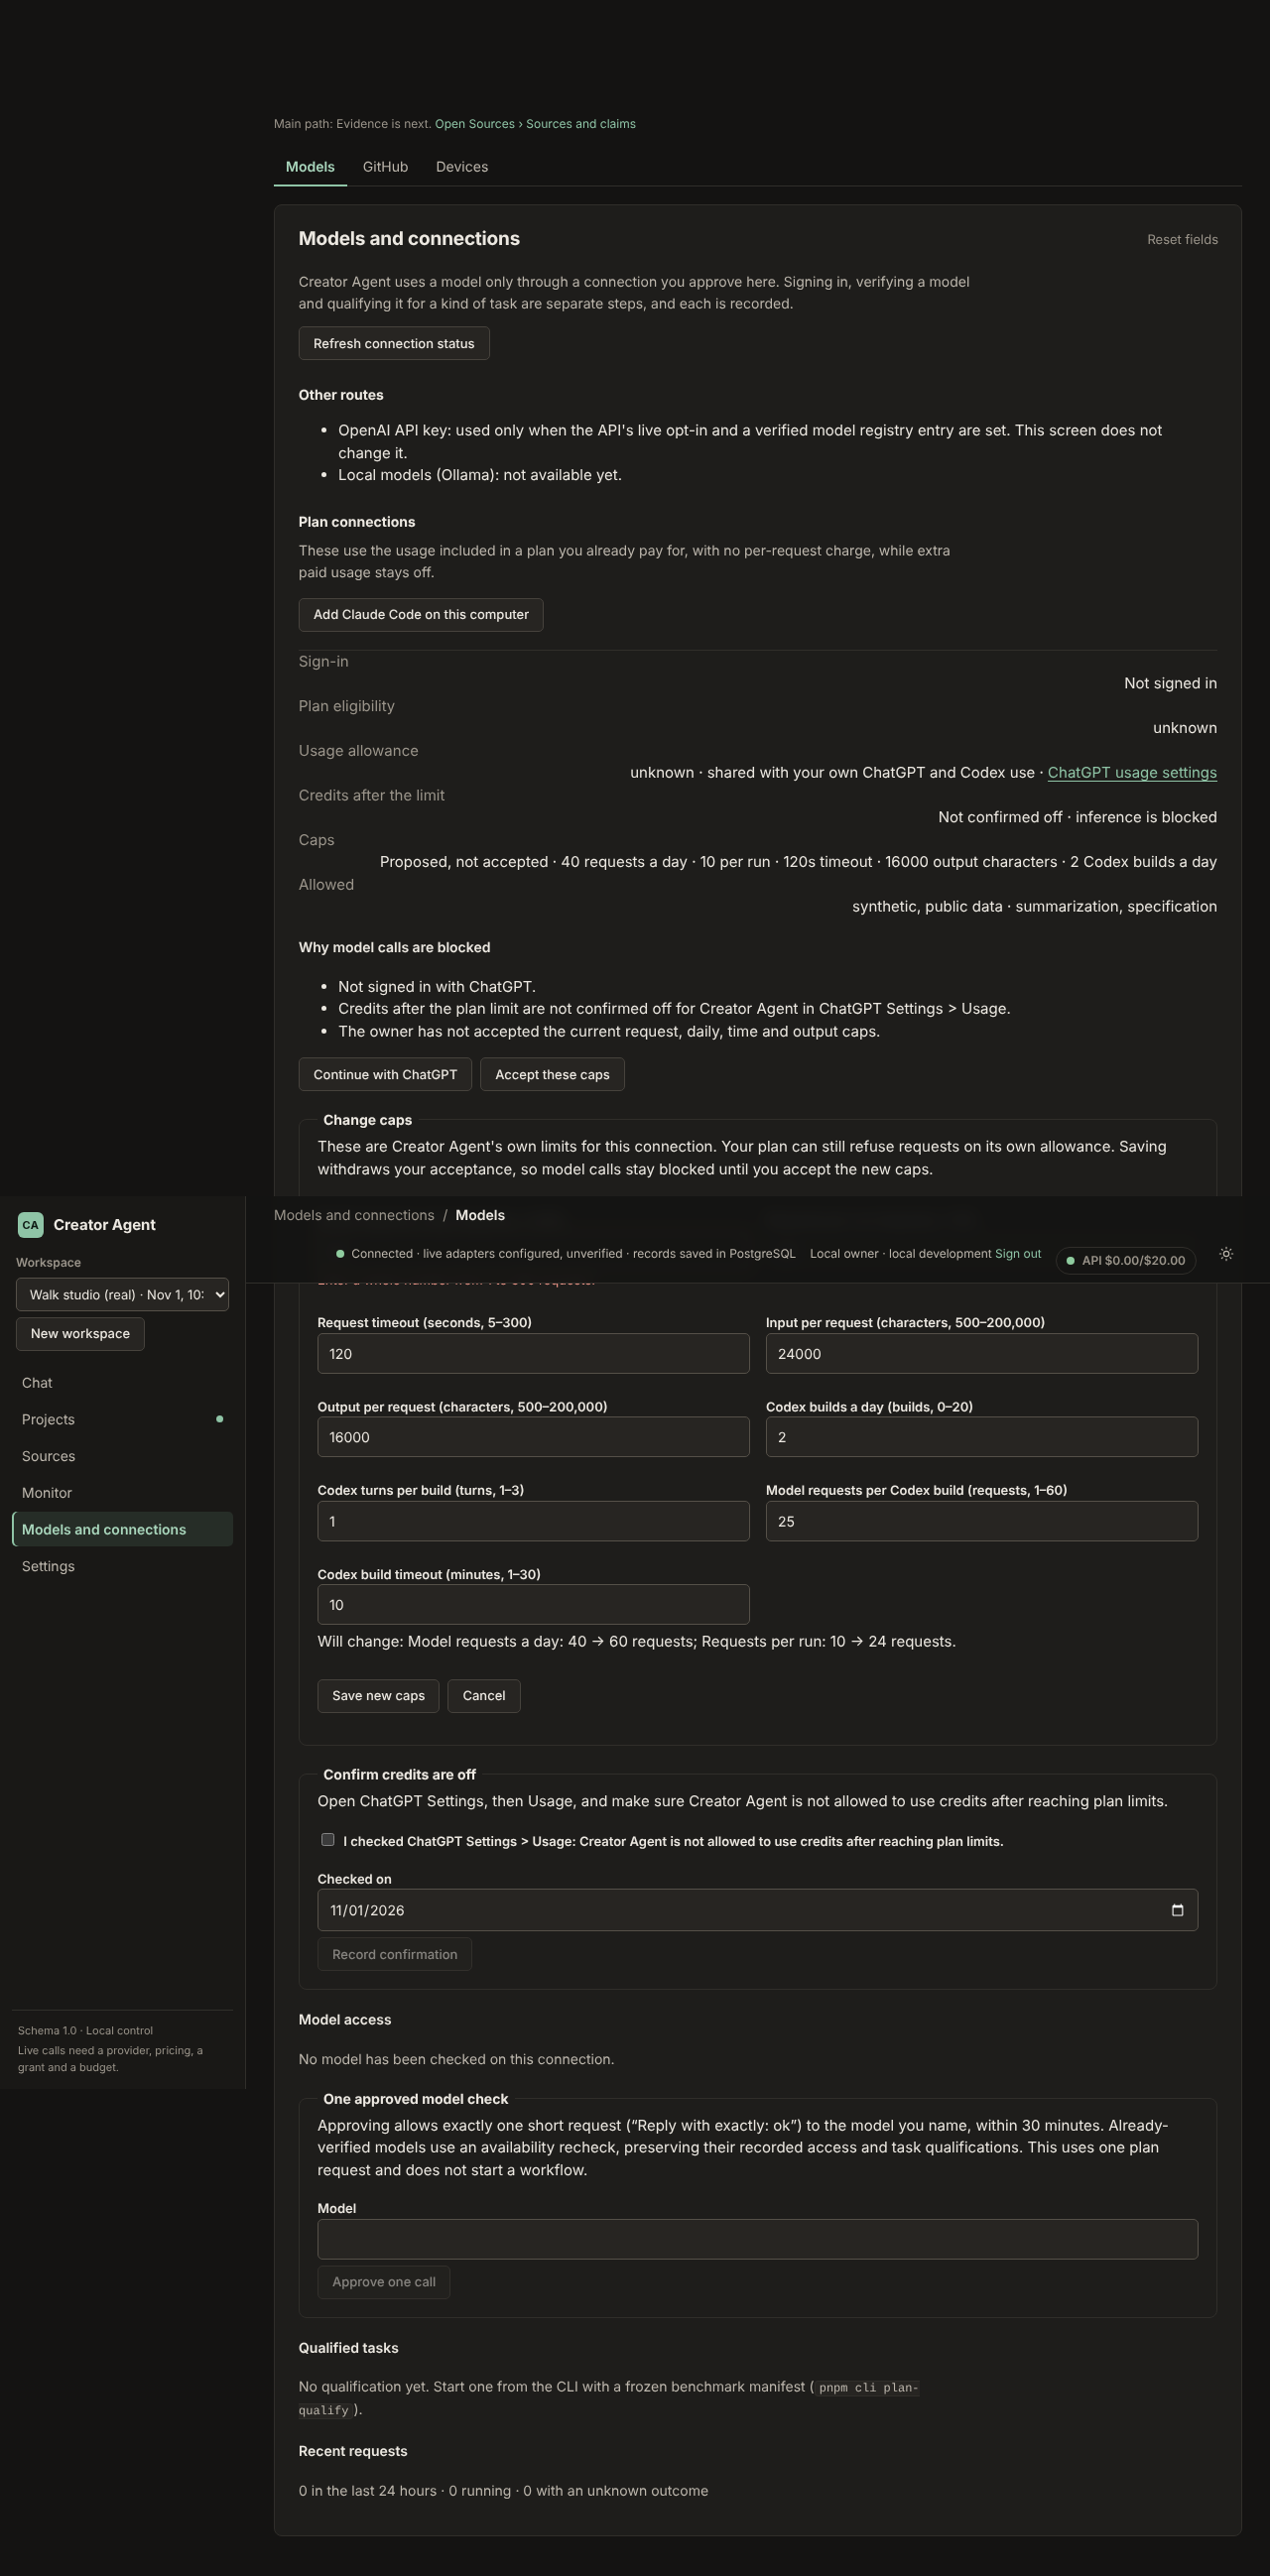 Main path: Evidence is next. Open Sources › Sources and claims
Models GitHub Devices
Models and connections
Reset fields
Creator Agent uses a model only through a connection you approve here. Signing in, verifying a model
and qualifying it for a kind of task are separate steps, and each is recorded.
Refresh connection status
Other routes
• OpenAI API key: used only when the API's live opt-in and a verified model registry entry are set. This screen does not
change it.
• Local models (Ollama): not available yet.
Plan connections
These use the usage included in a plan you already pay for, with no per-request charge, while extra
paid usage stays off.
Add Claude Code on this computer
Sign-in
Not signed in
Plan eligibility
unknown
Usage allowance
unknown · shared with your own ChatGPT and Codex use · ChatGPT usage settings
Credits after the limit
Not confirmed off · inference is blocked
Caps
Proposed, not accepted · 40 requests a day · 10 per run · 120s timeout · 16000 output characters · 2 Codex builds a day
Allowed
synthetic, public data · summarization, specification
Why model calls are blocked
• Not signed in with ChatGPT.
• Credits after the plan limit are not confirmed off for Creator Agent in ChatGPT Settings > Usage.
• The owner has not accepted the current request, daily, time and output caps.
Continue with ChatGPT Accept these caps
Change caps
These are Creator Agent's own limits for this connection. Your plan can still refuse requests on its own allowance. Saving
withdraws your acceptance, so model calls stay blocked until you accept the new caps.
CA Creator Agent
Workspace
Walk studio (real) · Nov 1, 10:
New workspace
Chat
Projects
Sources
Monitor
Models and connections
Settings
Schema 1.0 · Local control
Live calls need a provider, pricing, a
grant and a budget.
Models and connections / Models
Connected · live adapters configured, unverified · records saved in PostgreSQL Local owner · local development Sign out API $0.00/$20.00
Request timeout (seconds, 5–300)
120
Input per request (characters, 500–200,000)
24000
Output per request (characters, 500–200,000)
16000
Codex builds a day (builds, 0–20)
2
Codex turns per build (turns, 1–3)
1
Model requests per Codex build (requests, 1–60)
25
Codex build timeout (minutes, 1–30)
10
Will change: Model requests a day: 40 → 60 requests; Requests per run: 10 → 24 requests.
Save new caps Cancel
Confirm credits are off
Open ChatGPT Settings, then Usage, and make sure Creator Agent is not allowed to use credits after reaching plan limits.
I checked ChatGPT Settings > Usage: Creator Agent is not allowed to use credits after reaching plan limits.
Checked on
11/01/2026
Record confirmation
Model access
No model has been checked on this connection.
One approved model check
Approving allows exactly one short request (“Reply with exactly: ok”) to the model you name, within 30 minutes. Already-
verified models use an availability recheck, preserving their recorded access and task qualifications. This uses one plan
request and does not start a workflow.
Model
Approve one call
Qualified tasks
No qualification yet. Start one from the CLI with a frozen benchmark manifest ( pnpm cli plan-
qualify ).
Recent requests
0 in the last 24 hours · 0 running · 0 with an unknown outcome